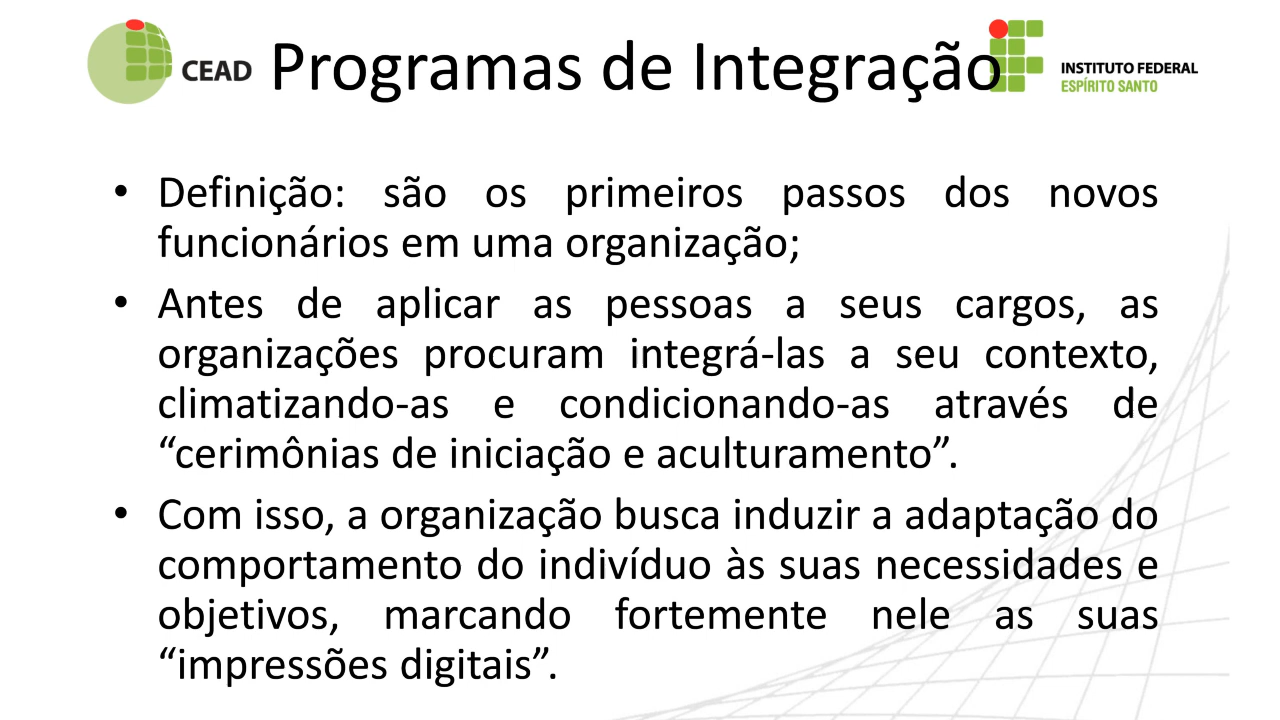 CEAD
Programas de Integração
INSTITUTO FEDERAL
ESPÍRITO SANTO
• Definição: são os primeiros passos dos novos
funcionários em uma organização;
• Antes de aplicar as pessoas a seus cargos, as
organizações procuram integrá-las a seu contexto,
climatizando-as e condicionando-as através de
“cerimônias de iniciação e aculturamento”.
• Com isso, a organização busca induzir a adaptação do
comportamento do indivíduo às suas necessidades e
objetivos, marcando fortemente nele as suas
“impressões digitais”.